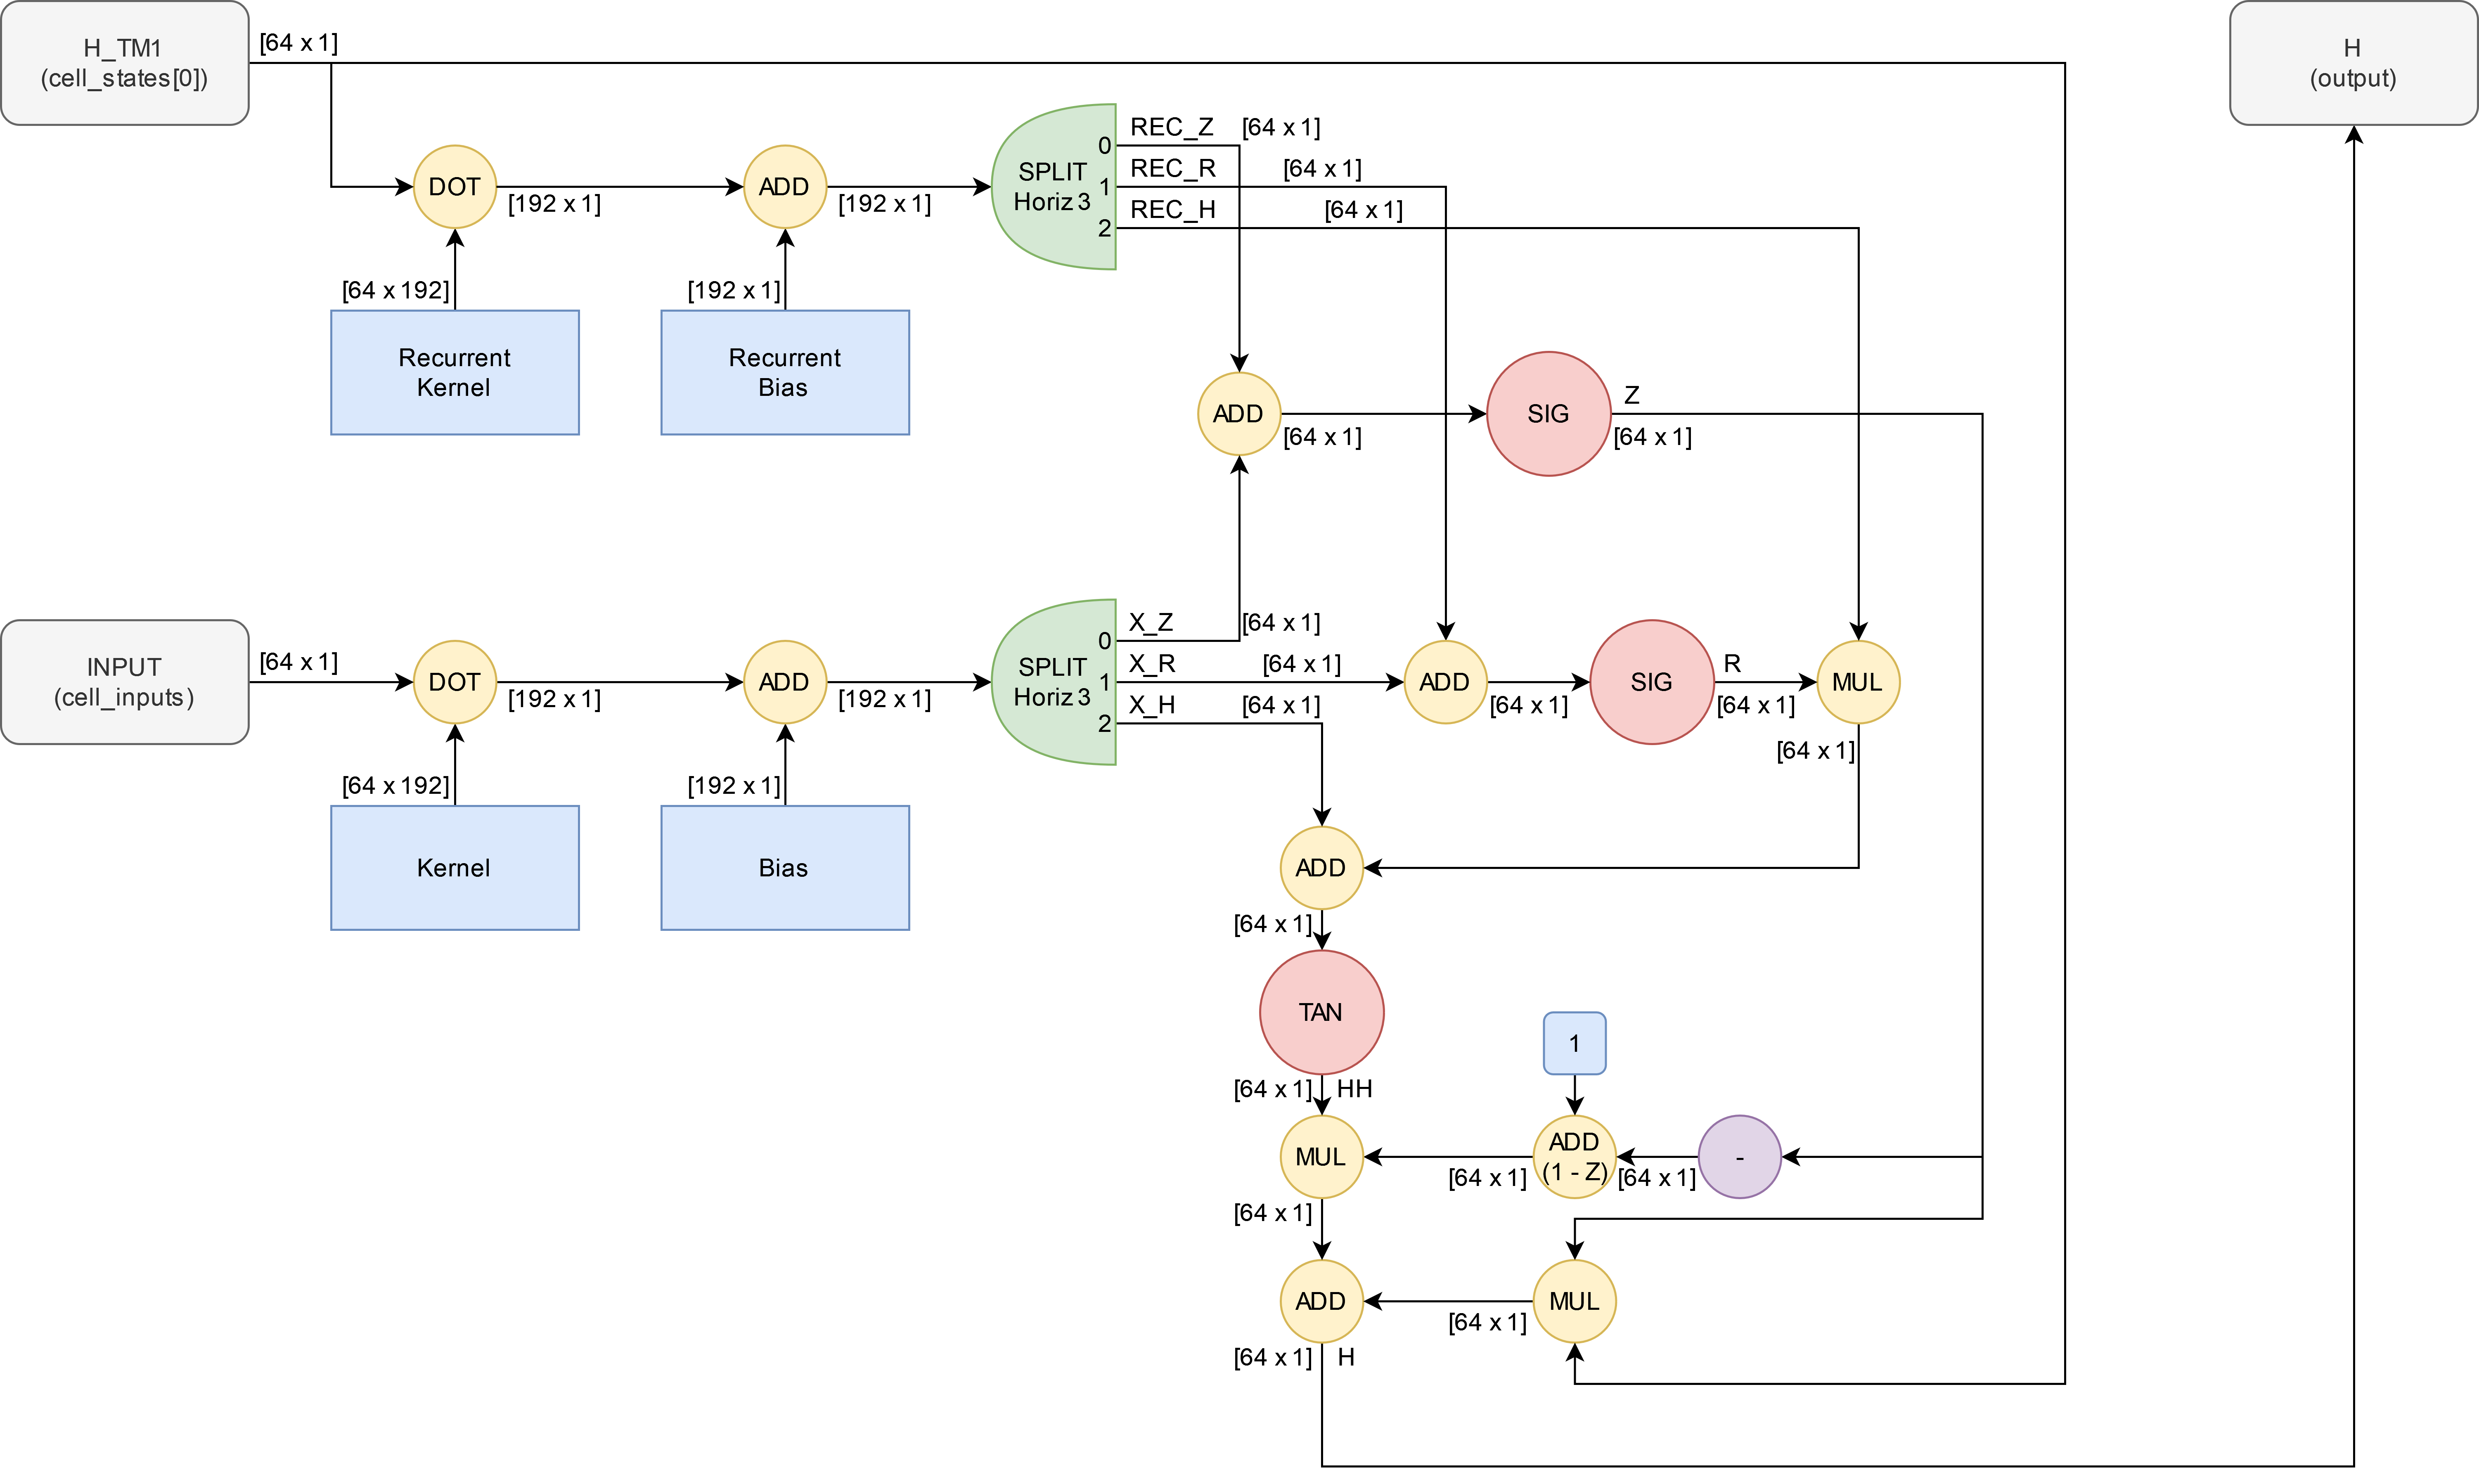 H_TM1
(cell_states[0])
[64 x 1]
H
(output)
REC_Z
[64 x 1]
0
REC_R
[64 x 1]
SPLIT
Horiz 3
1
REC_H
[64 x 1]
2
DOT
[192 x 1]
ADD
[192 x 1]
[64 x 192]
[192 x 1]
Recurrent
Kernel
Recurrent
Bias
ADD
[64 x 1]
SIG
Z
[64 x 1]
INPUT
(cell_inputs)
[64 x 1]
DOT
[192 x 1]
ADD
[192 x 1]
X_Z
[64 x 1]
0
X_R
[64 x 1]
SPLIT
Horiz 3
1
X_H
[64 x 1]
2
ADD
[64 x 1]
SIG
R
[64 x 1]
MUL
[64 x 1]
[64 x 192]
[192 x 1]
Kernel
Bias
ADD
[64 x 1]
TAN
1
[64 x 1]
HH
MUL
[64 x 1]
ADD
(1 - Z)
[64 x 1]
-
[64 x 1]
ADD
[64 x 1]
MUL
[64 x 1]
H